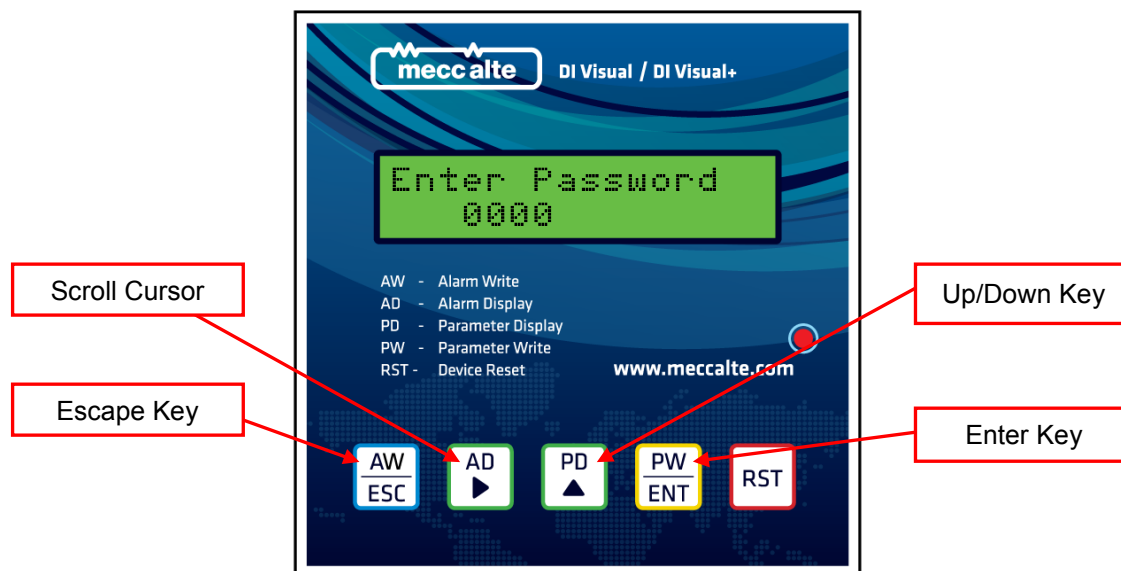 meccalte DI Visual / DI Visual+
Enter Password
0000
Scroll Cursor
Up/Down Key
AW - Alarm Write
AD - Alarm Display
PD - Parameter Display
PW - Parameter Write
RST - Device Reset
www.meccalte.com
Escape Key
Enter Key
AW
ESC
AD
PD
PW
ENT
RST